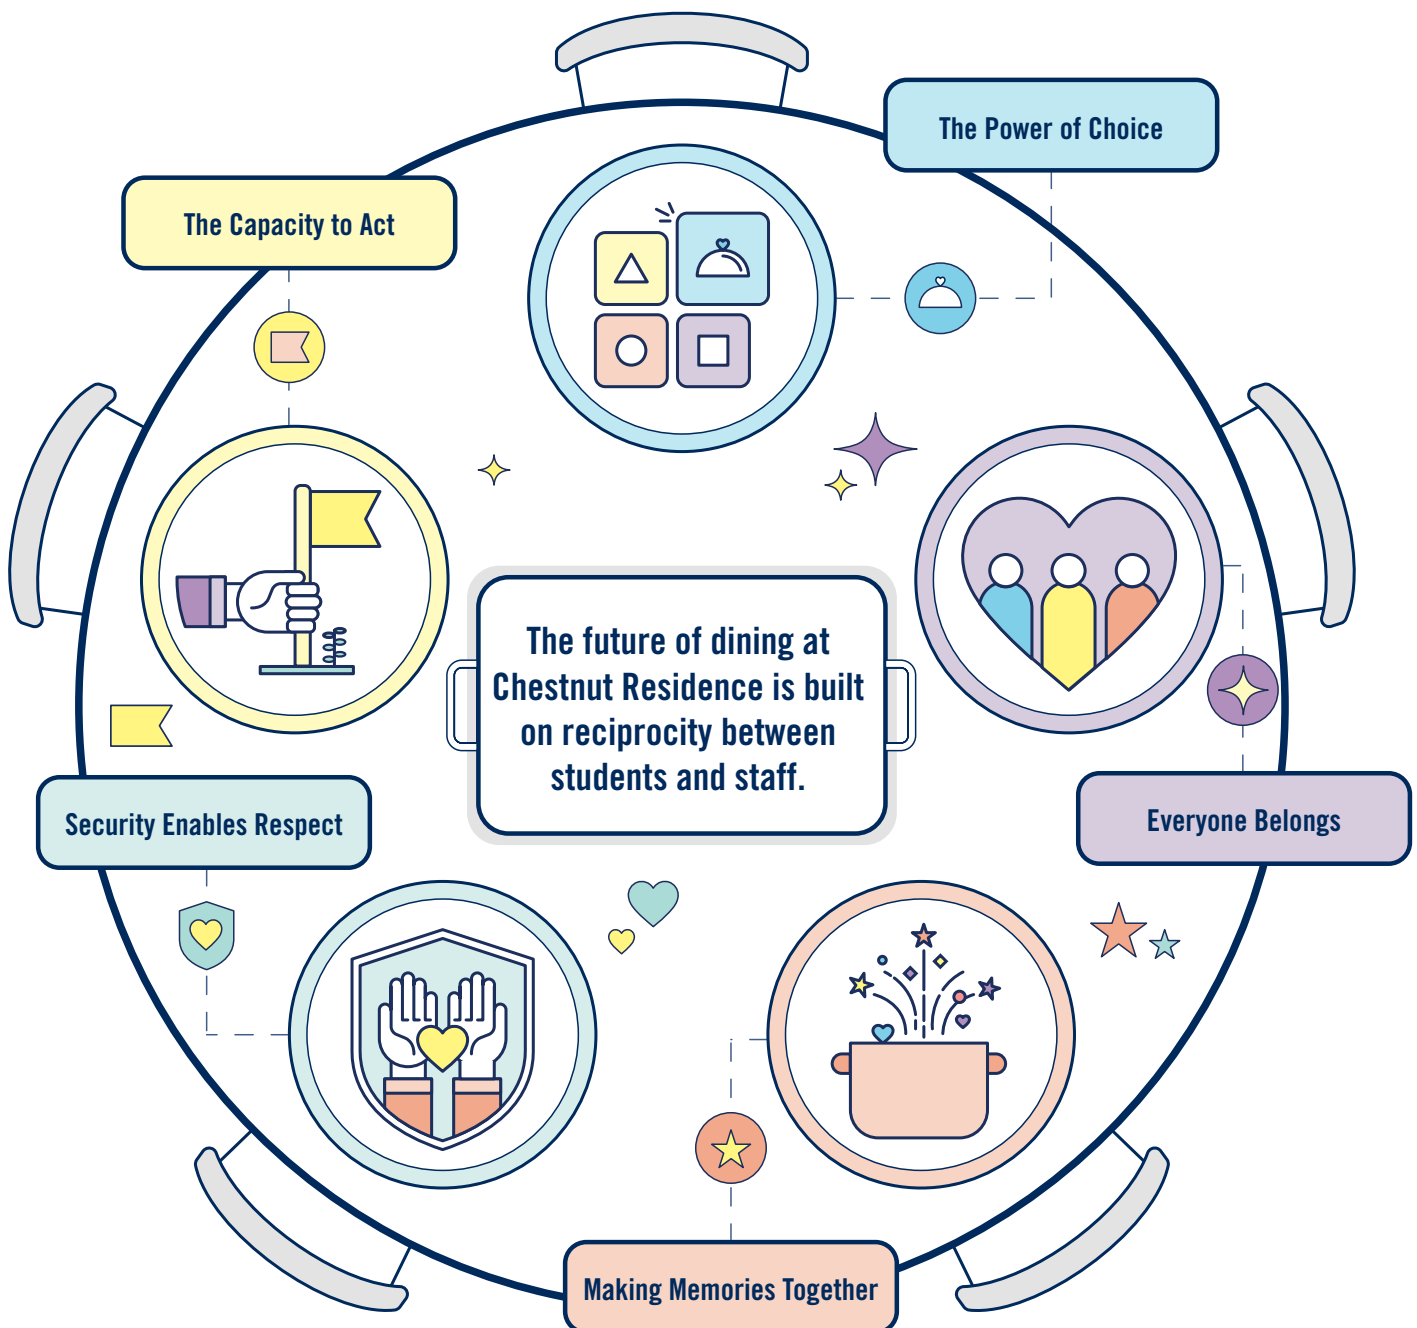 The Power of Choice
The Capacity to Act
The future of dining at
Chestnut Residence is built
on reciprocity between
students and staff.
Security Enables Respect
Everyone Belongs
Making Memories Together